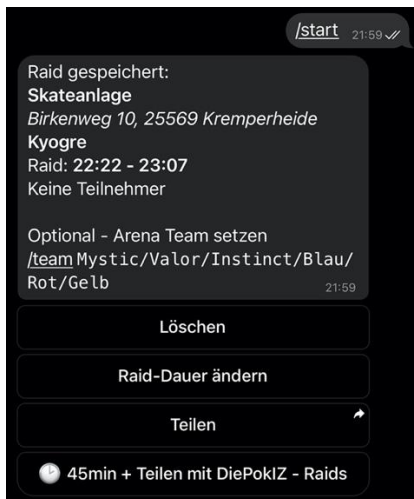 /start 21:59
Raid gespeichert:
Skateanlage
Birkenweg 10, 25569 Kremperheide
Kyogre
Raid: 22:22 - 23:07
Keine Teilnehmer
Optional - Arena Team setzen
/team Mystic/Valor/Instinct/Blau/
Rot/Gelb 21:59
Löschen
Raid-Dauer ändern
Teilen
45min + Teilen mit DiePokIZ - Raids